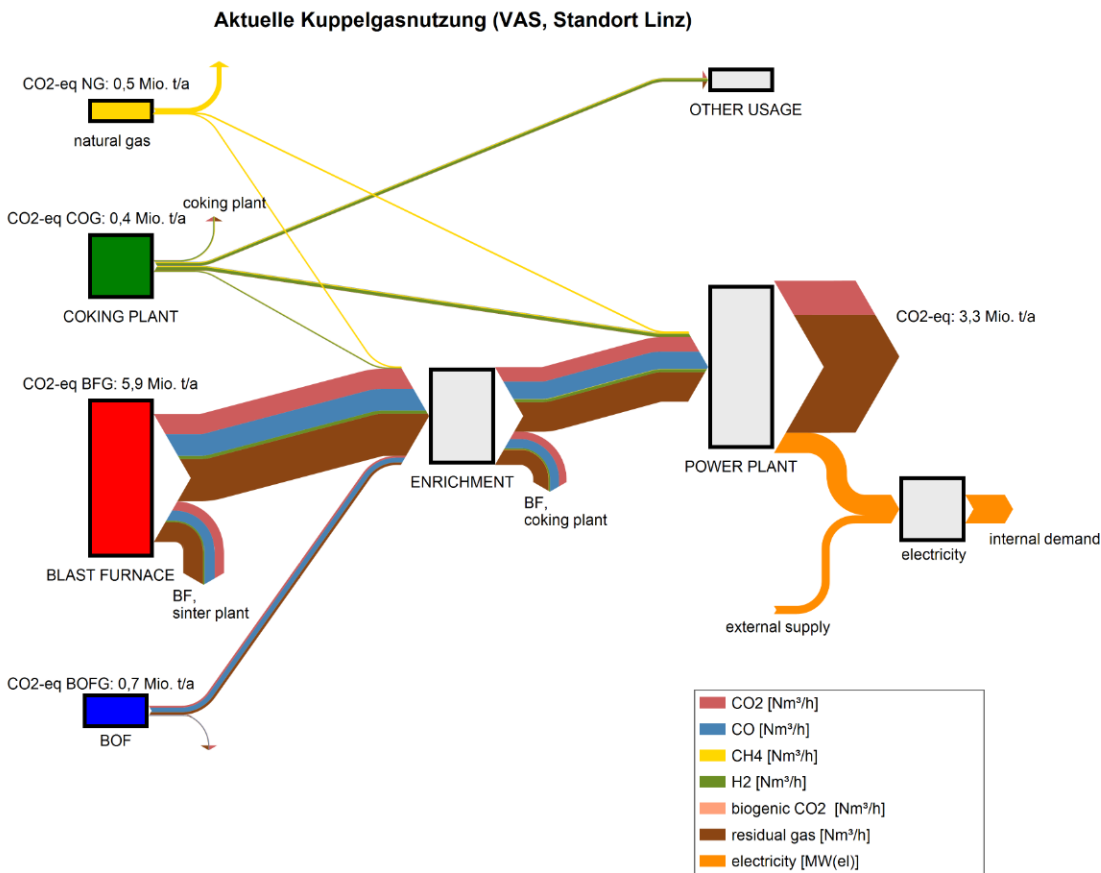 Aktuelle Kuppelgasnutzung (VAS, Standort Linz)
CO2-eq NG: 0,5 Mio. t/a
natural gas
OTHER USAGE
coking plant
CO2-eq COG: 0,4 Mio. t/a
COKING PLANT
CO2-eq: 3,3 Mio. t/a
CO2-eq BFG: 5,9 Mio. t/a
POWER PLANT
ENRICHMENT
BF,
coking plant
electricity
internal demand
BLAST FURNACE
BF,
sinter plant
external supply
CO2-eq BOFG: 0,7 Mio. t/a
BOF
CO2 [Nm³/h]
CO [Nm³/h]
CH4 [Nm³/h]
H2 [Nm³/h]
biogenic CO2 [Nm³/h]
residual gas [Nm³/h]
electricity [MW(el)]